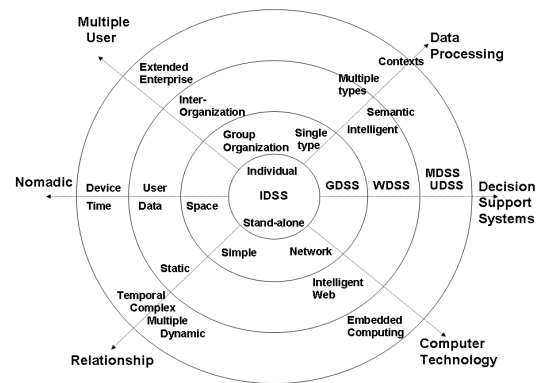 Multiple
User
Data
Processing
Contexts
Extended
Enterprise
Multiple
types
Inter-
Organization
Semantic
Intelligent
Group
Organization
Single
type
Individual
Nomadic
Device
User
IDSS
GDSS
WDSS
MDSS
UDSS
Decision
Support
Systems
Time
Data
Space
Stand-alone
Simple
Network
Static
Intelligent
Web
Temporal
Complex
Multiple
Dynamic
Embedded
Computing
Relationship
Computer
Technology